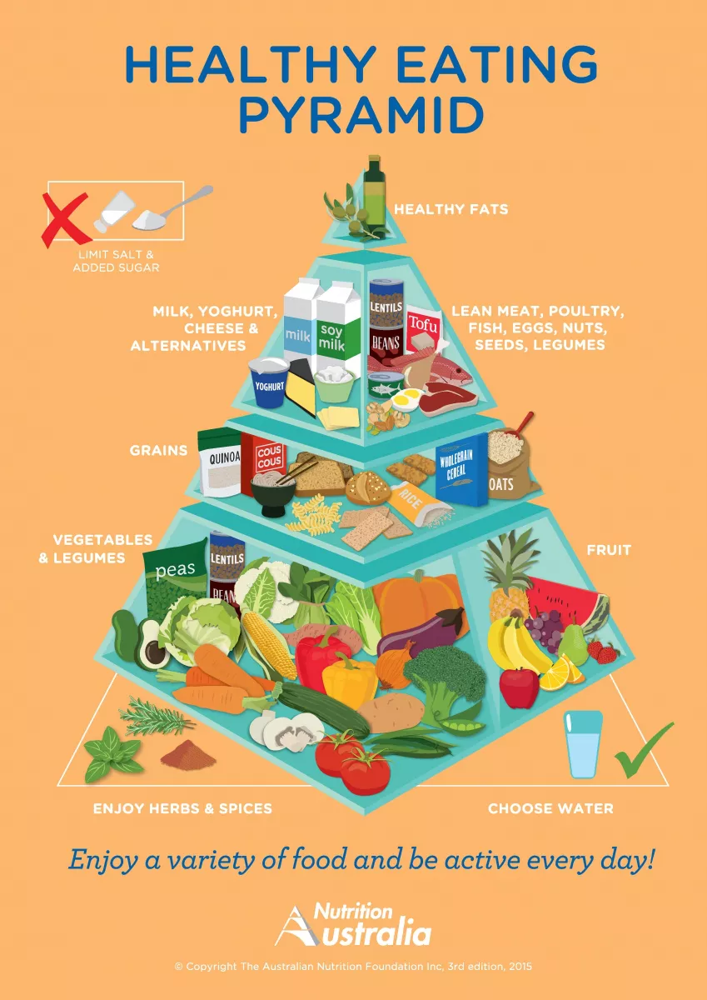 HEALTHY EATING
PYRAMID
LIMIT SALT &
ADDED SUGAR
HEALTHY FATS
MILK, YOGHURT,
CHEESE &
ALTERNATIVES
milk
soy
milk
YOGHURT
LENTILS
BEANS
Tofu
LEAN MEAT, POULTRY,
FISH, EGGS, NUTS,
SEEDS, LEGUMES
GRAINS
QUINOA
COUS
COUS
RICE
WHOLEGRAIN
CEREAL
OATS
VEGETABLES
& LEGUMES
peas
LENTILS
BEAN
FRUIT
ENJOY HERBS & SPICES
CHOOSE WATER
Enjoy a variety of food and be active every day!
Nutrition
Australia
© Copyright The Australian Nutrition Foundation Inc, 3rd edition, 2015